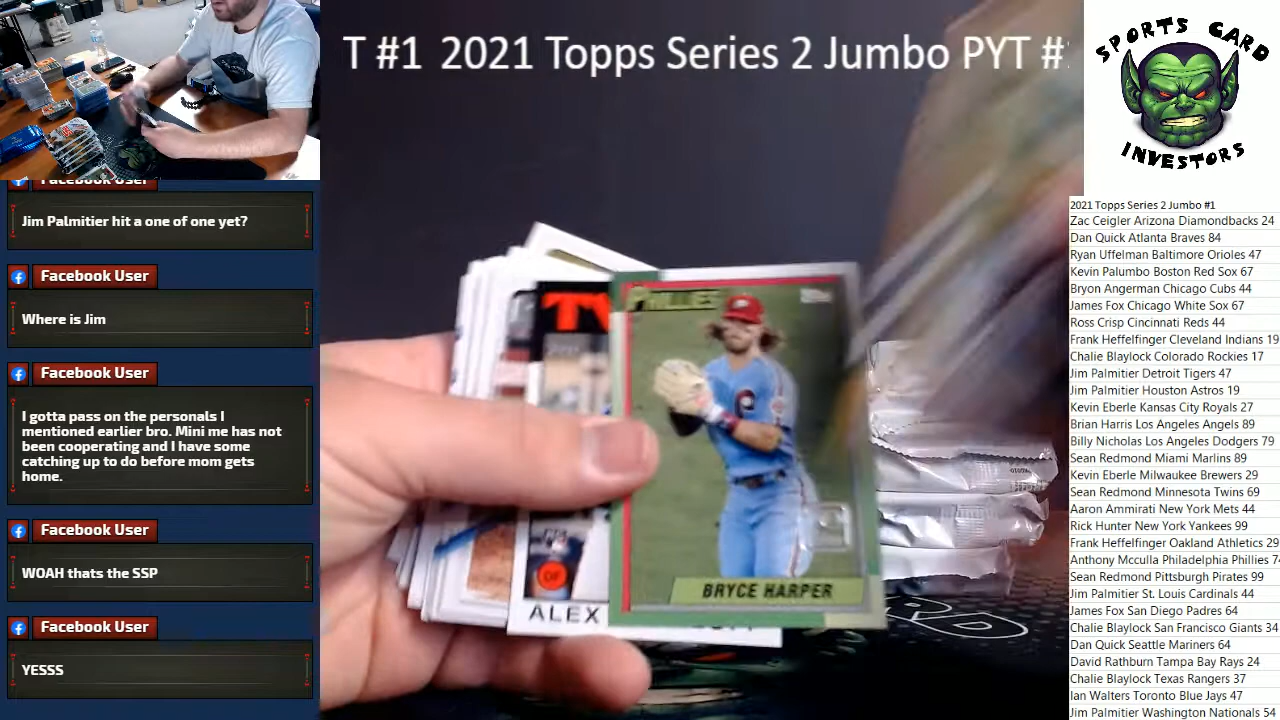 T #1 2021 Topps Series 2 Jumbo PYT #
SPORTS CARD
INVESTORS
Facebook User
Jim Palmitier hit a one of one yet?
Facebook User
Where is Jim
Facebook User
I gotta pass on the personals I
mentioned earlier bro. Mini me has not
been cooperating and I have some
catching up to do before mom gets
home.
Facebook User
WOAH thats the SSP
Facebook User
YESSS
PHILLIES
BRYCE HARPER
TW
OF
ALEX
2021 Topps Series 2 Jumbo #1
Zac Ceigler Arizona Diamondbacks 24
Dan Quick Atlanta Braves 84
Ryan Uffelman Baltimore Orioles 47
Kevin Palumbo Boston Red Sox 67
Bryon Angerman Chicago Cubs 44
James Fox Chicago White Sox 67
Ross Crisp Cincinnati Reds 44
Frank Heffelfinger Cleveland Indians 19
Chalie Blaylock Colorado Rockies 17
Jim Palmitier Detroit Tigers 47
Jim Palmitier Houston Astros 19
Kevin Eberle Kansas City Royals 27
Brian Harris Los Angeles Angels 89
Billy Nicholas Los Angeles Dodgers 79
Sean Redmond Miami Marlins 89
Kevin Eberle Milwaukee Brewers 29
Sean Redmond Minnesota Twins 69
Aaron Ammirati New York Mets 44
Rick Hunter New York Yankees 99
Frank Heffelfinger Oakland Athletics 29
Anthony Mcculla Philadelphia Phillies 7
Sean Redmond Pittsburgh Pirates 99
Jim Palmitier St. Louis Cardinals 44
James Fox San Diego Padres 64
Chalie Blaylock San Francisco Giants 34
Dan Quick Seattle Mariners 64
David Rathburn Tampa Bay Rays 24
Chalie Blaylock Texas Rangers 37
Ian Walters Toronto Blue Jays 47
Jim Palmitier Washington Nationals 54